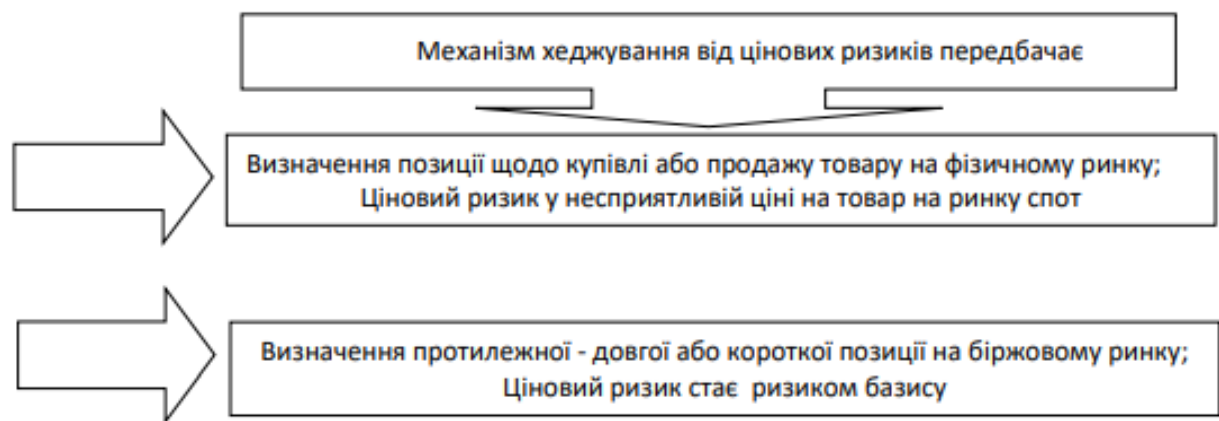 Механізм хеджування від цінових ризиків передбачає
Визначення позиції щодо купівлі або продажу товару на фізичному ринку;
Ціновий ризик у несприятливій ціні на товар на ринку спот
Визначення протилежної - довгої або короткої позиції на біржовому ринку;
Ціновий ризик стає ризиком базису